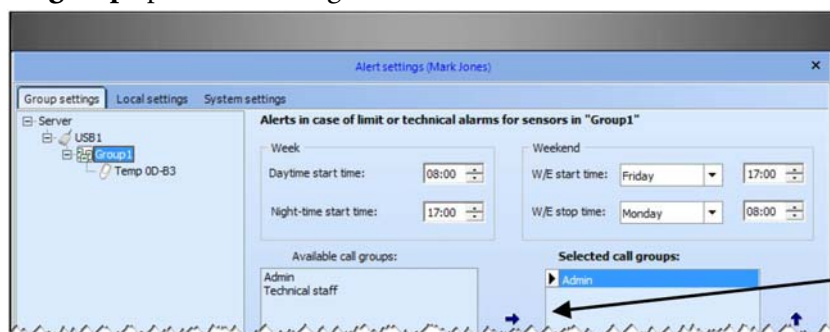 Alert settings (Mark Jones)
Group settings Local settings System settings
Server
USB1
Group1
Temp 0D-B3
Alerts in case of limit or technical alarms for sensors in "Group1"
Week
Daytime start time: 08:00
Night-time start time: 17:00
Weekend
W/E start time: Friday 17:00
W/E stop time: Monday 08:00
Available call groups:
Admin
Technical staff
Selected call groups:
Admin